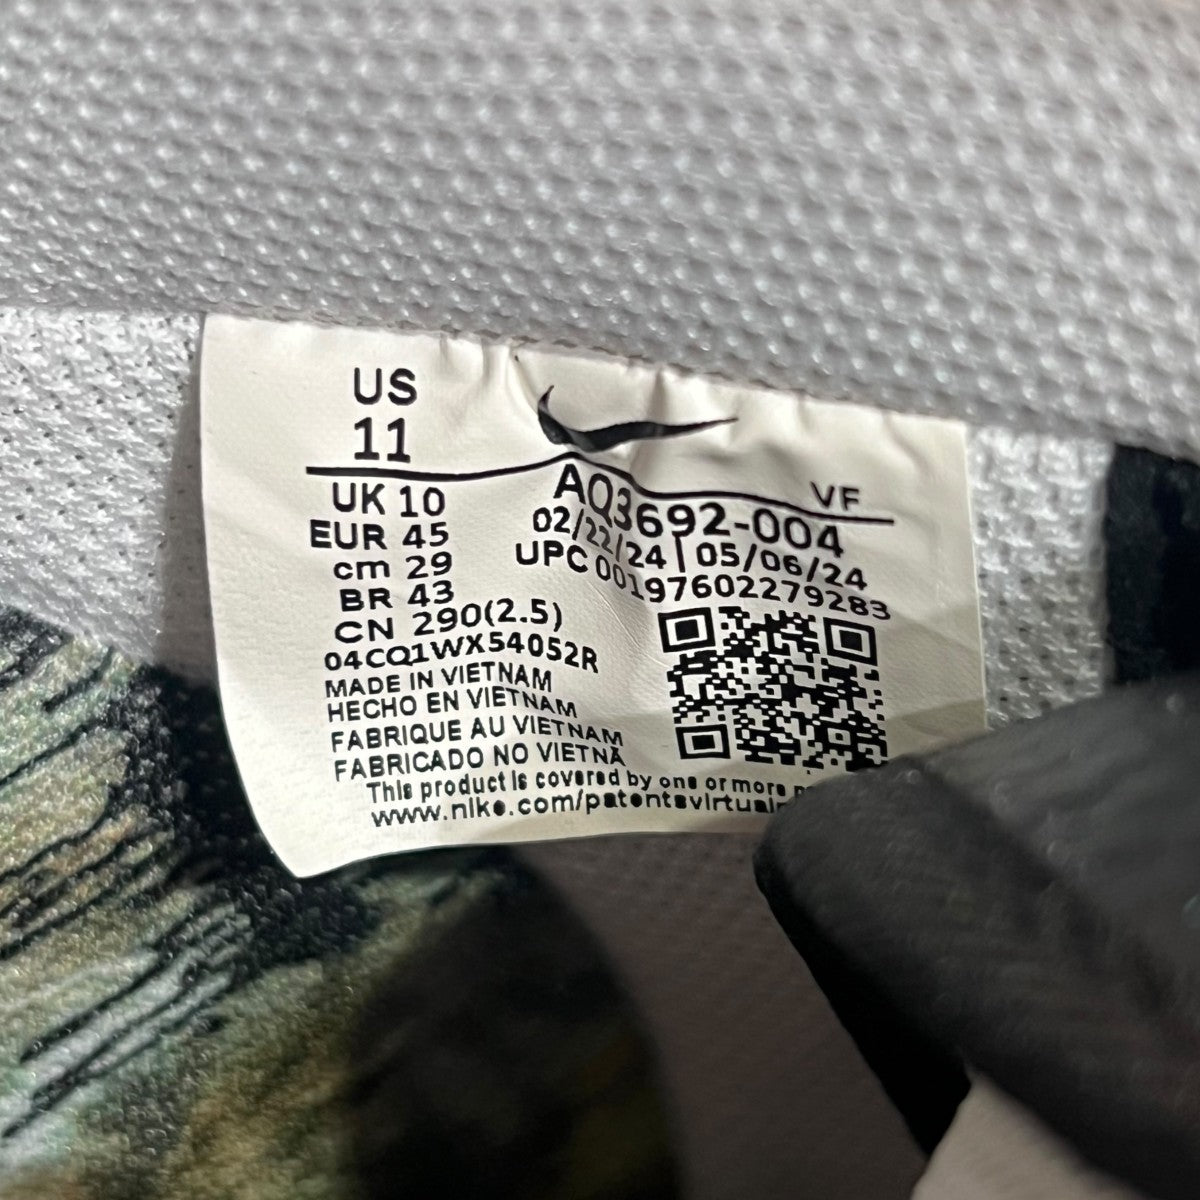 US
11
UK 10
EUR 45
cm 29
BR 43
CN 290(2.5)
04CQ1WX54052R
MADE IN VIETNAM
HECHO EN VIETNAM
FABRIQUE AU VIETNAM
FABRICADO NO VIETNÃ
This product is covered by one or more
www.nike.com/patentsvirtual
VF
AQ3692-004
02/22/24 | 05/06/24
UPC 00197602279283